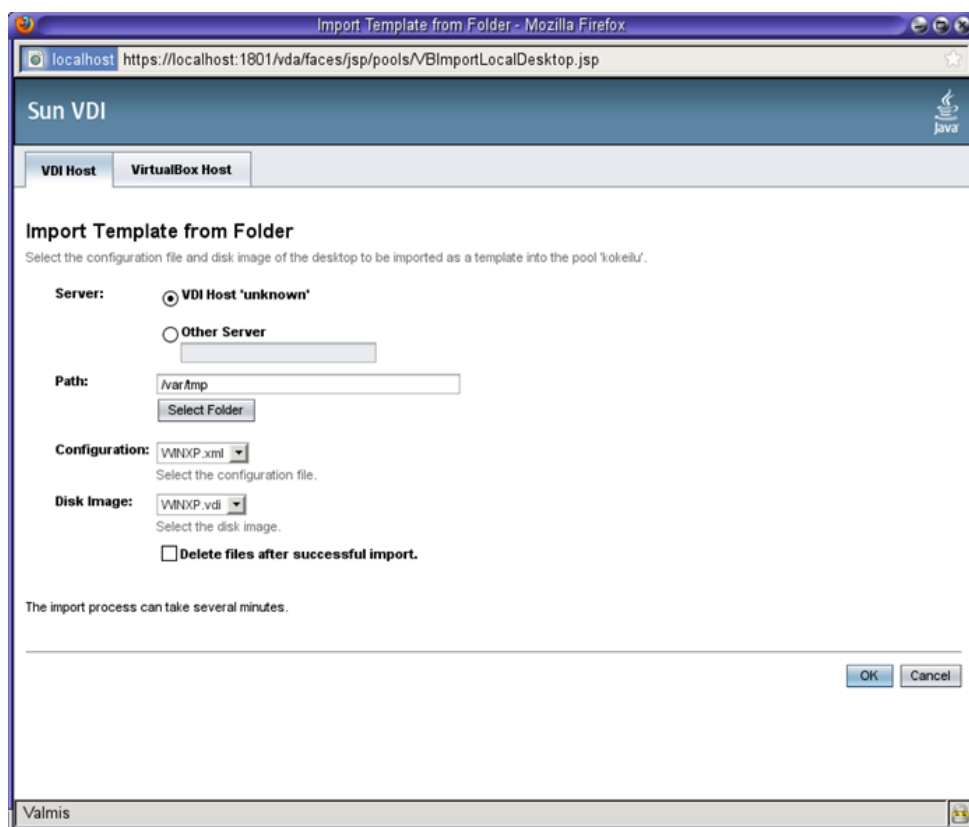 Import Template from Folder - Mozilla Firefox
localhost https://localhost:1801/vda/faces/jsp/pools/VBImportLocalDesktop.jsp
Sun VDI
Java
VDI Host VirtualBox Host
Import Template from Folder
Select the configuration file and disk image of the desktop to be imported as a template into the pool 'kokeilu'.
Server: VDI Host 'unknown'
Other Server
Path: /var/tmp
Select Folder
Configuration: WINXP.xml
Select the configuration file.
Disk Image: WINXP.vdi
Select the disk image.
Delete files after successful import.
The import process can take several minutes.
OK Cancel
Valmis